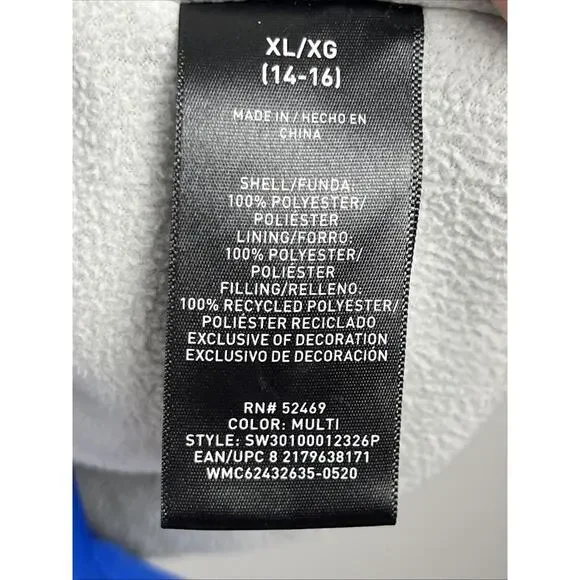 XL/XG
(14-16)
MADE IN / HECHO EN
CHINA
SHELL/FUNDA:
100% POLYESTER/
POLIÉSTER
LINING/FORRO:
100% POLYESTER/
POLIÉSTER
FILLING/RELLENO:
100% RECYCLED POLYESTER/
POLIÉSTER RECICLADO
EXCLUSIVE OF DECORATION
EXCLUSIVO DE DECORACIÓN
RN# 52469
COLOR: MULTI
STYLE: SW30100012326P
EAN/UPC 8 2179638171
WMC62432635-0520